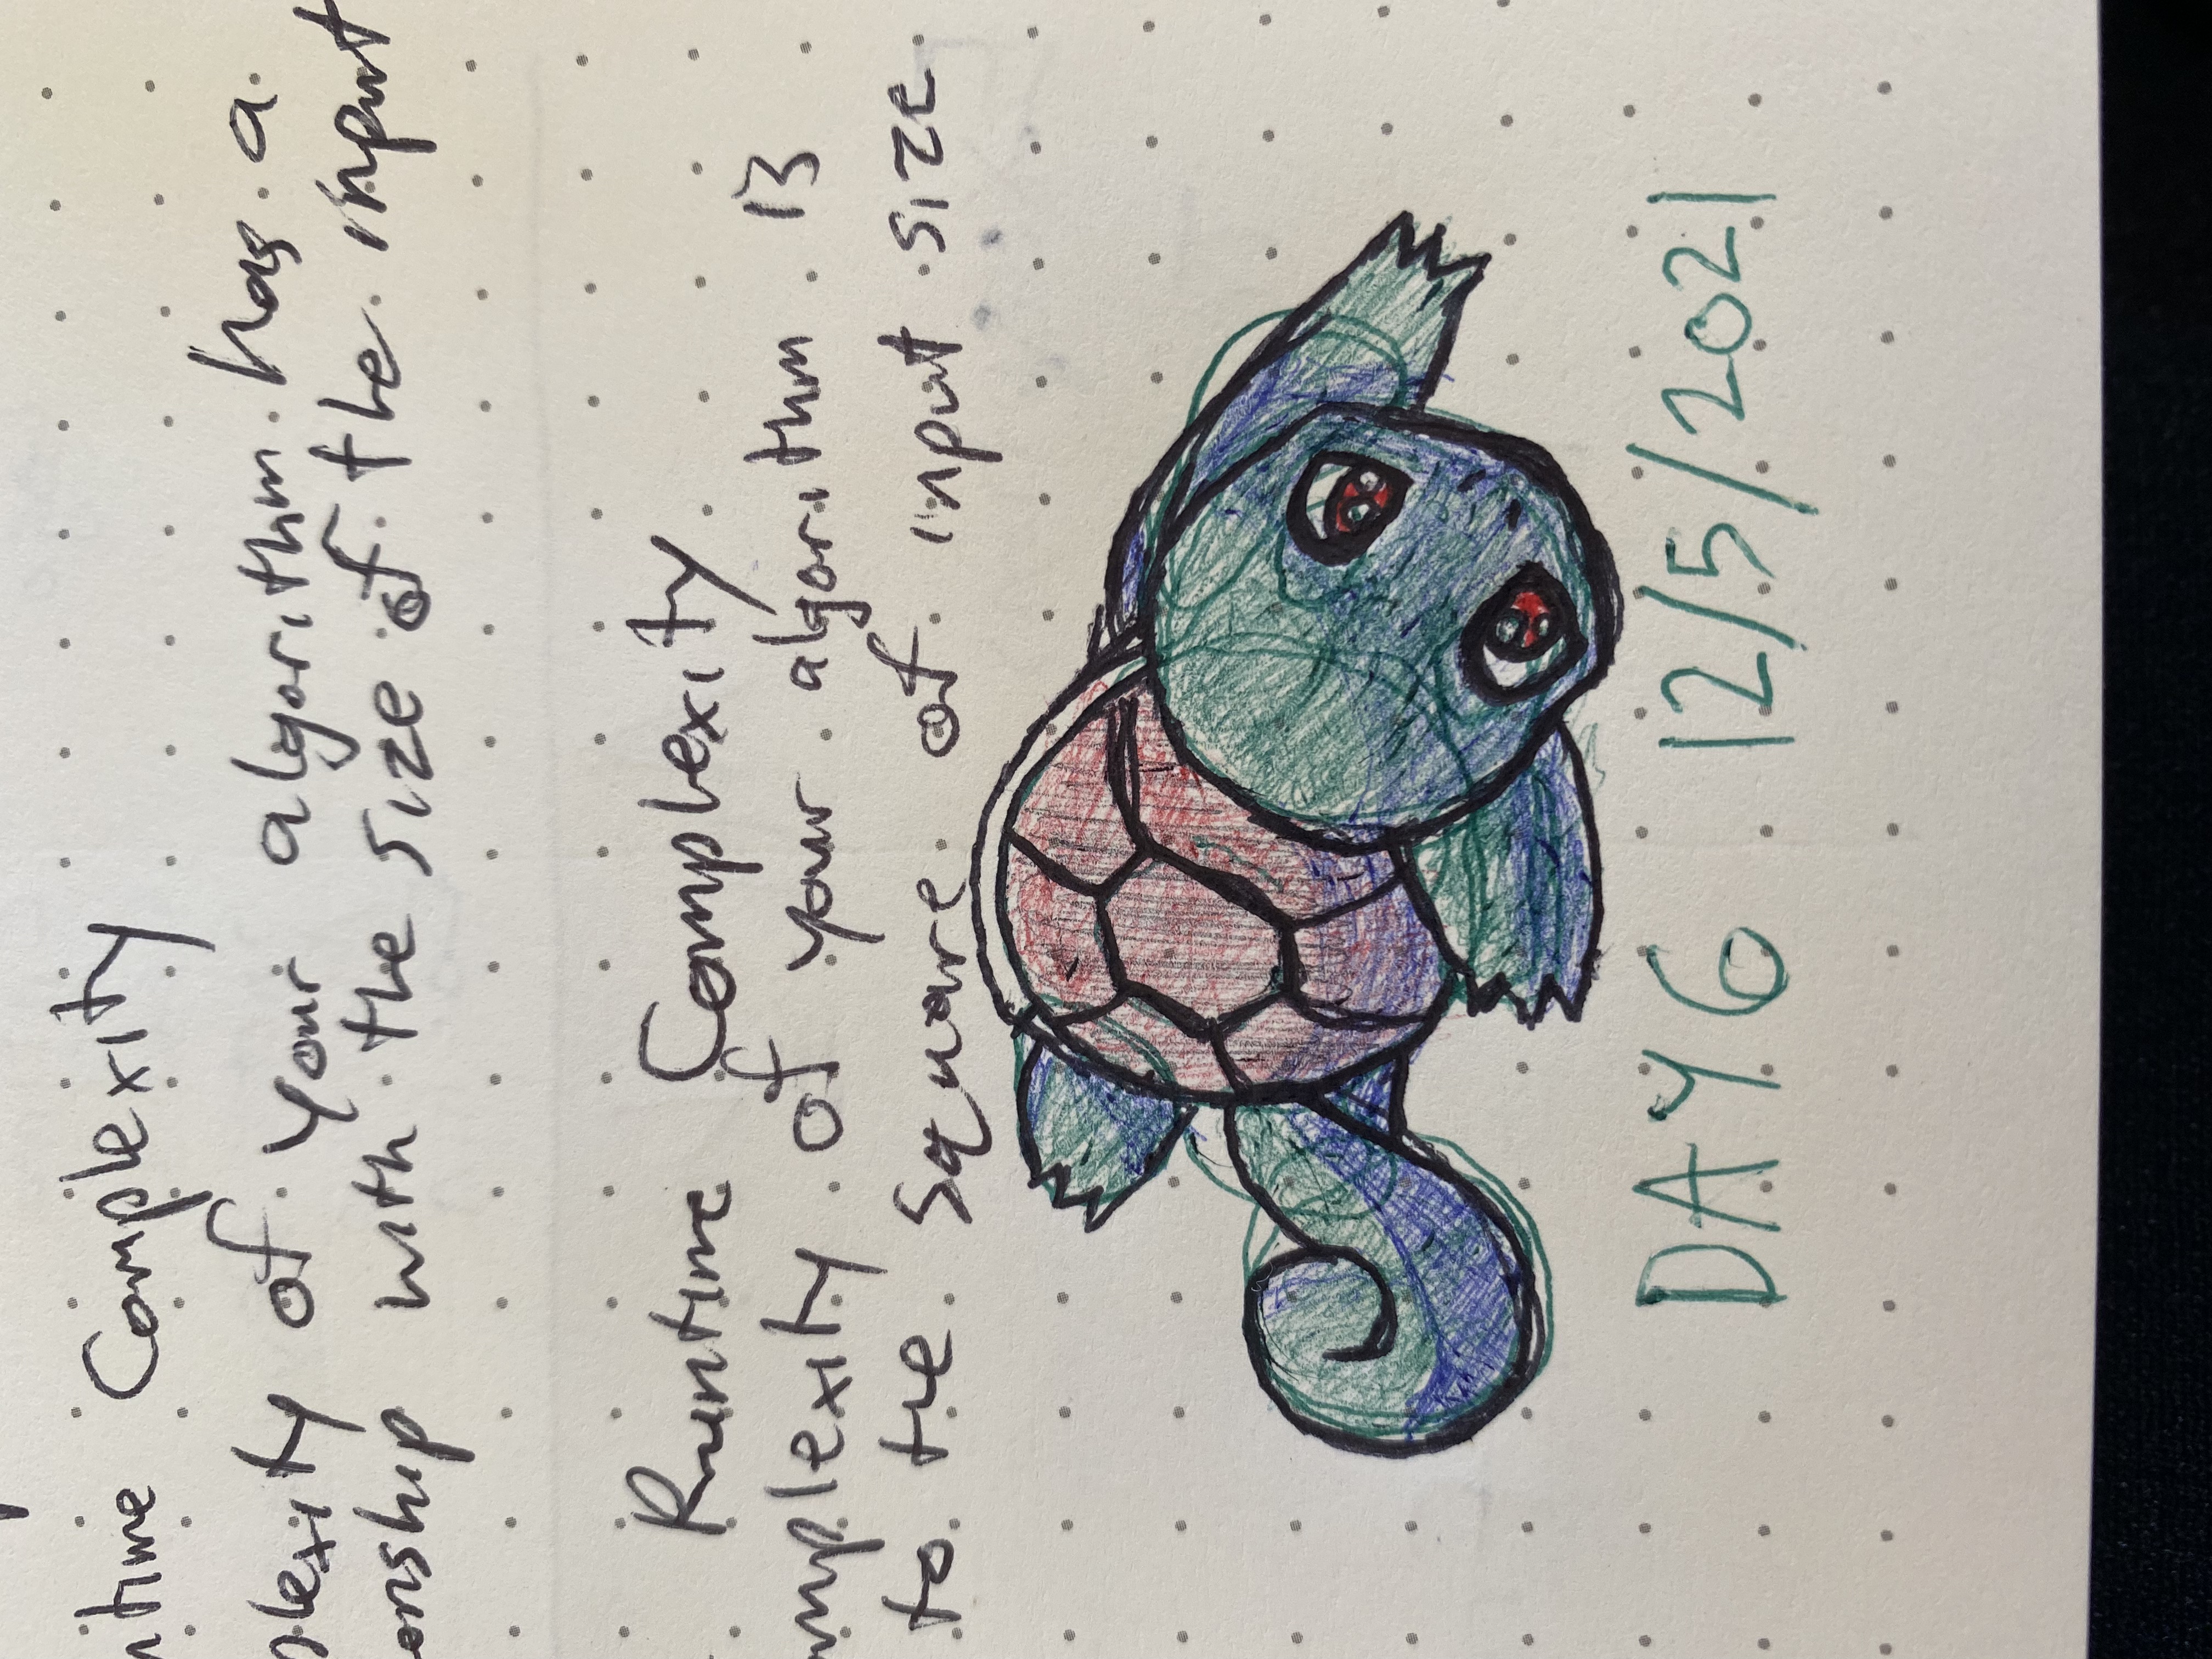 ntime Complexity
plexity of your algorithm has a
onship with the size of the input
Runtime Complexity
omplexity of your algorithm is
to the square of input size
DAY 6 12/5/2021